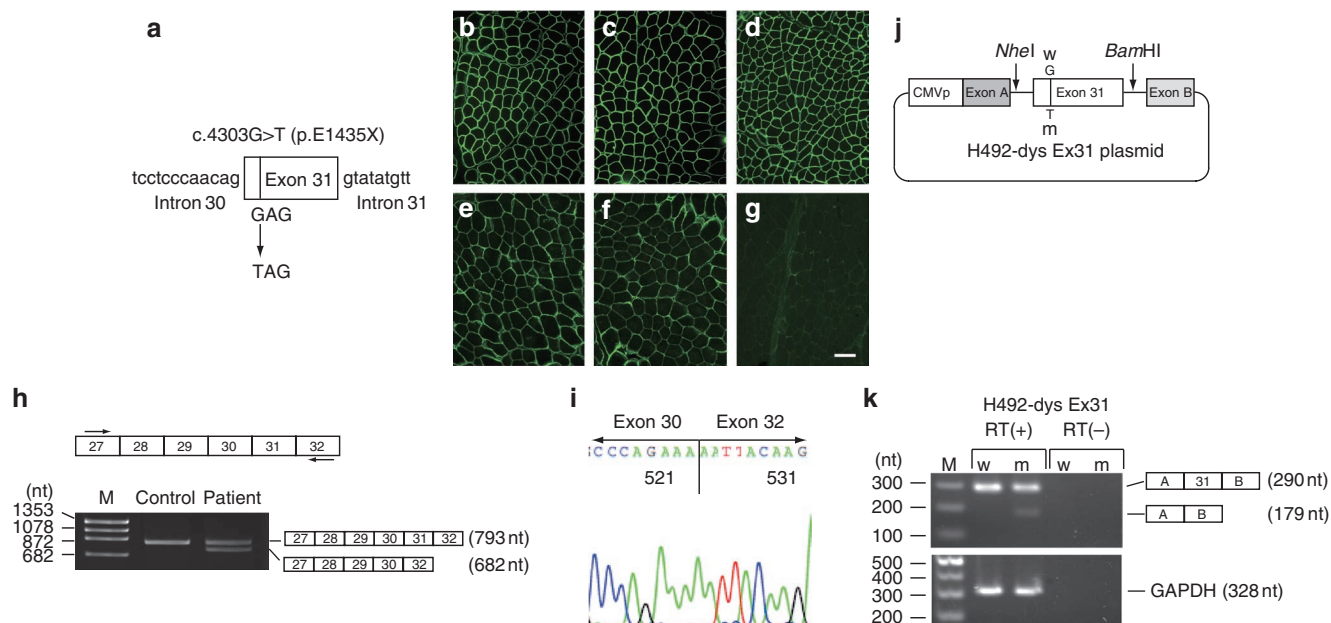 a
c.4303G>T (p.E1435X)
tcctcccaacag
Exon 31
gtatatgtt
Intron 30
Intron 31
GAG
TAG
b
c
d
e
f
g
j
NheI
w
BamHI
G
CMVp
Exon A
Exon 31
Exon B
T
m
H492-dys Ex31 plasmid
h
27 28 29 30 31 32
(nt)
M Control Patient
1353
1078
872
682
27 28 29 30 31 32 (793 nt)
27 28 29 30 32 (682 nt)
i
Exon 30 Exon 32
CCCAGAAAAATTACAAG
521 531
k
H492-dys Ex31
RT(+) RT(–)
(nt) M w m w m
300
200
100
A 31 B (290 nt)
A B (179 nt)
500
400
300
200
GAPDH (328 nt)